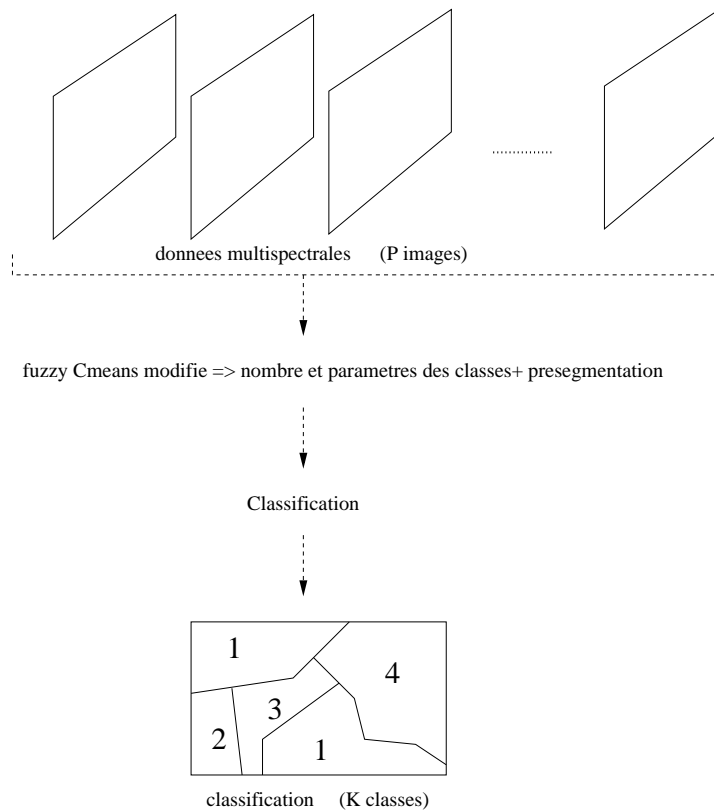 donnees multispectrales (P images)
fuzzy Cmeans modifie => nombre et parametres des classes+ presegmentation
Classification
1
4
3
2
1
classification (K classes)